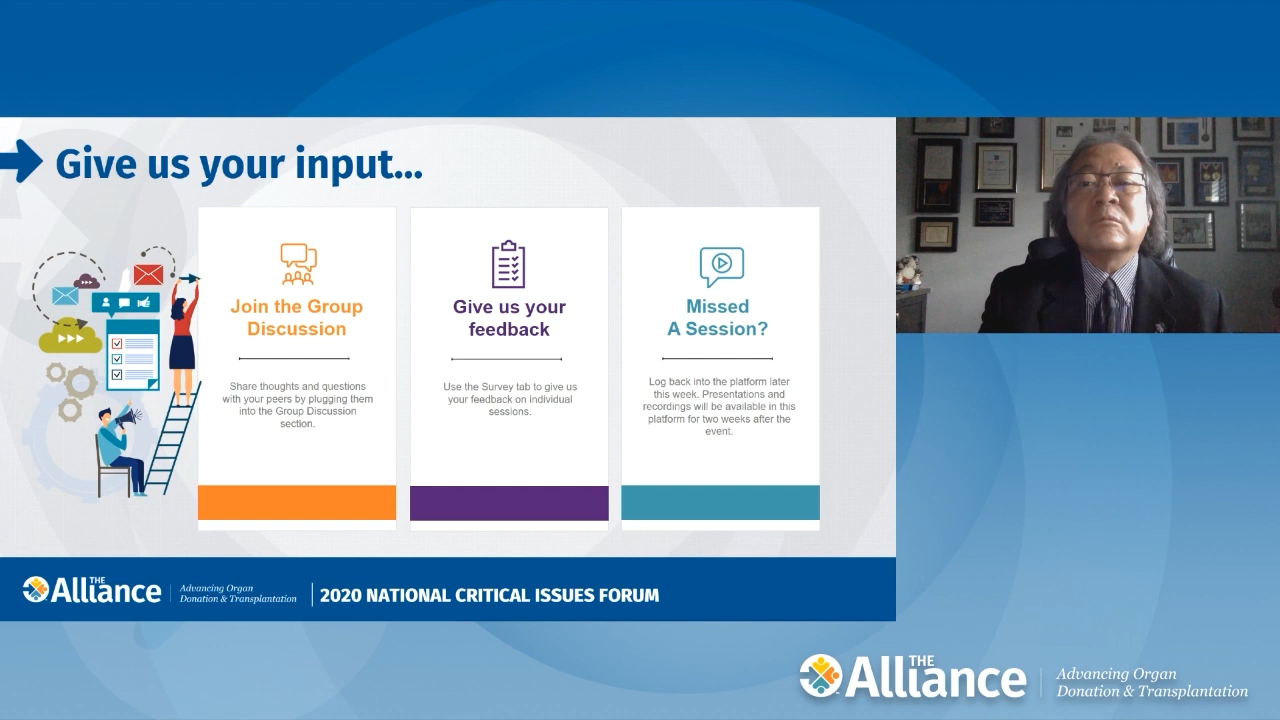 Give us your input...
Join the Group
Discussion
Share thoughts and questions
with your peers by plugging them
into the Group Discussion
section.
Give us your
feedback
Use the Survey tab to give us
your feedback on individual
sessions.
Missed
A Session?
Log back into the platform later
this week. Presentations and
recordings will be available in this
platform for two weeks after the
event.
THE
Alliance
Advancing Organ
Donation & Transplantation
2020 NATIONAL CRITICAL ISSUES FORUM
THE
Alliance
Advancing Organ
Donation & Transplantation